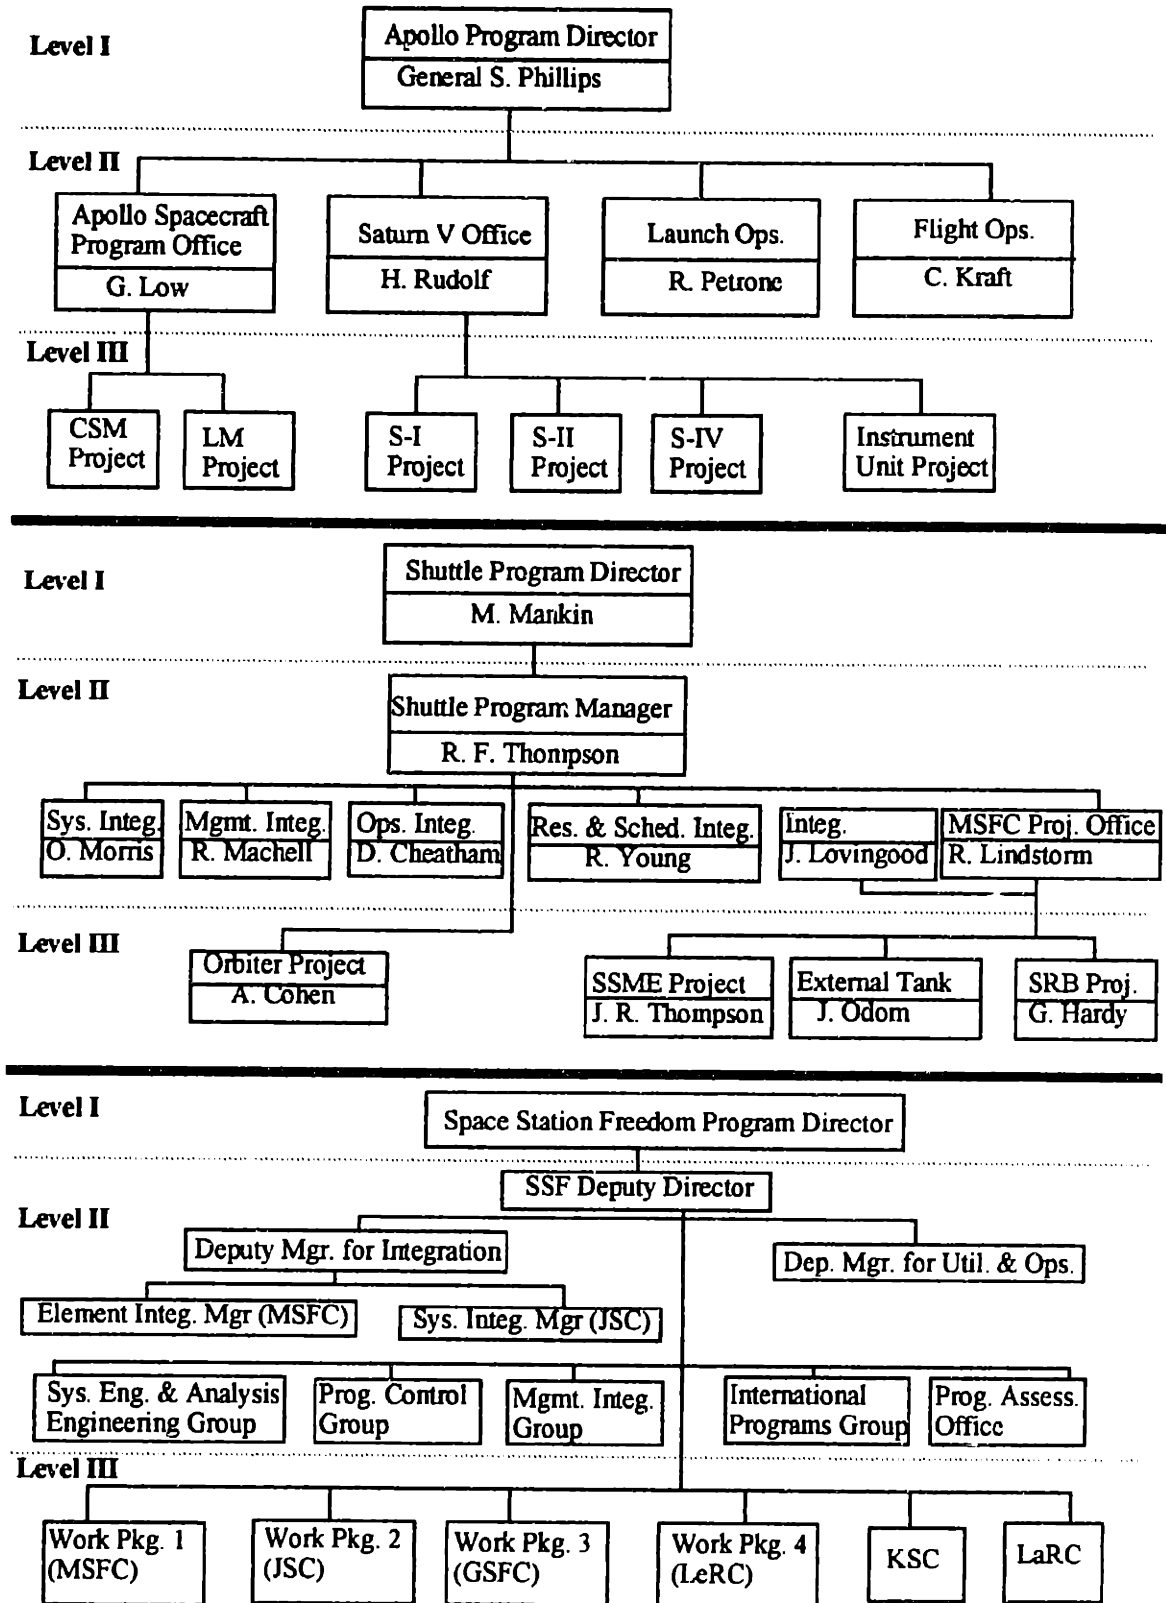 Level I
Apollo Program Director
General S. Phillips
Level II
Apollo Spacecraft
Program Office
G. Low
Saturn V Office
H. Rudolf
Launch Ops.
R. Petrone
Flight Ops.
C. Kraft
Level III
CSM
Project
LM
Project
S-I
Project
S-II
Project
S-IV
Project
Instrument
Unit Project
Level I
Shuttle Program Director
M. Mankin
Level II
Shuttle Program Manager
R. F. Thompson
Sys. Integ.
O. Morris
Mgmt. Integ.
R. Machell
Ops. Integ.
D. Cheatham
Res. & Sched. Integ.
R. Young
Integ.
J. Lovingood
MSFC Proj. Office
R. Lindstorm
Level III
Orbiter Project
A. Cohen
SSME Project
J. R. Thompson
External Tank
J. Odom
SRB Proj.
G. Hardy
Level I
Space Station Freedom Program Director
SSF Deputy Director
Level II
Deputy Mgr. for Integration
Dep. Mgr. for Util. & Ops.
Element Integ. Mgr (MSFC)
Sys. Integ. Mgr (JSC)
Sys. Eng. & Analysis
Engineering Group
Prog. Control
Group
Mgmt. Integ.
Group
International
Programs Group
Prog. Assess.
Office
Level III
Work Pkg. 1
(MSFC)
Work Pkg. 2
(JSC)
Work Pkg. 3
(GSFC)
Work Pkg. 4
(LeRC)
KSC
LaRC